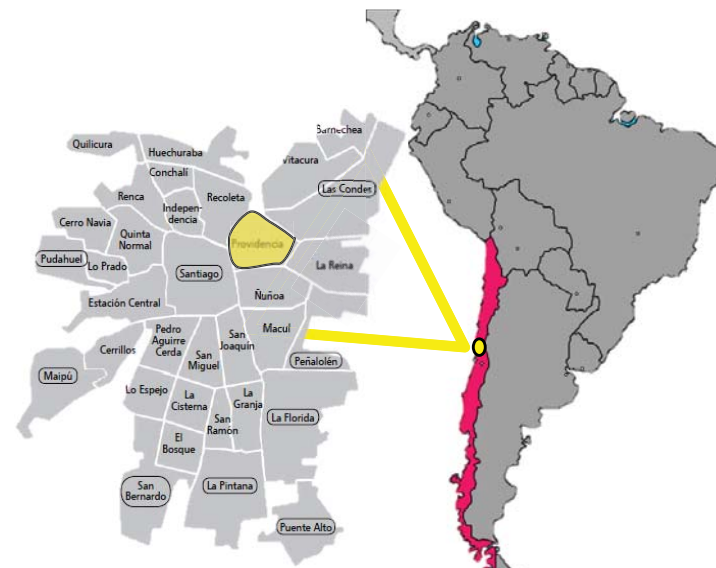 Barnechea
Quilicura
Huechuraba
Vitacura
Conchalí
Las Condes
Renca
Recoleta
Indepen-
dencia
Cerro Navia
Quinta
Normal
Providencia
Pudahuel
Lo Prado
Santiago
La Reina
Estación Central
Ñuñoa
Pedro
Aguirre
Cerda
San
Joaquín
Macul
Cerrillos
San
Miguel
Peñalolén
Maipú
Lo Espejo
La
Cisterna
La
Granja
San
Ramón
La Florida
El
Bosque
San
Bernardo
La Pintana
Puente Alto